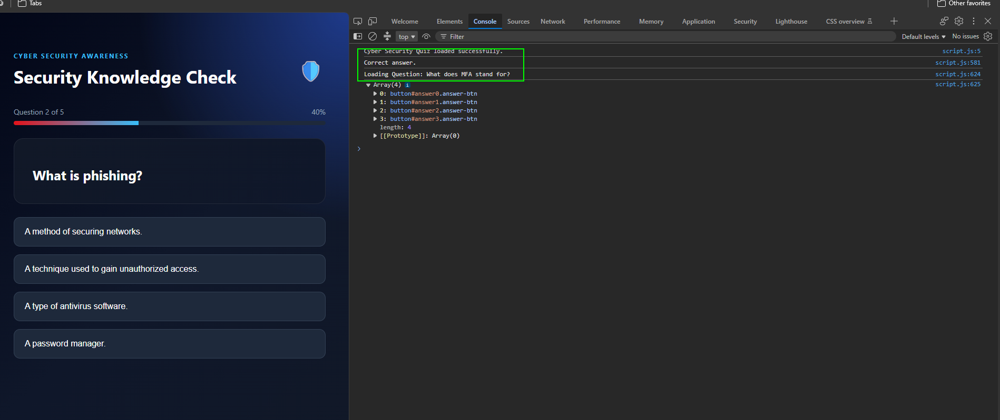 Tabs
Other favorites
CYBER SECURITY AWARENESS
Security Knowledge Check
Question 2 of 5
40%
What is phishing?
A method of securing networks.
A technique used to gain unauthorized access.
A type of antivirus software.
A password manager.
Welcome
Elements
Console
Sources
Network
Performance
Memory
Application
Security
Lighthouse
CSS overview
top
Filter
Default levels
No issues
Cyber Security Quiz loaded successfully. script.js:5
Correct answer. script.js:581
Loading Question: What does MFA stand for? script.js:624
Array(4) i script.js:625
0: button#answer0.answer-btn
1: button#answer1.answer-btn
2: button#answer2.answer-btn
3: button#answer3.answer-btn
length: 4
[[Prototype]]: Array(0)